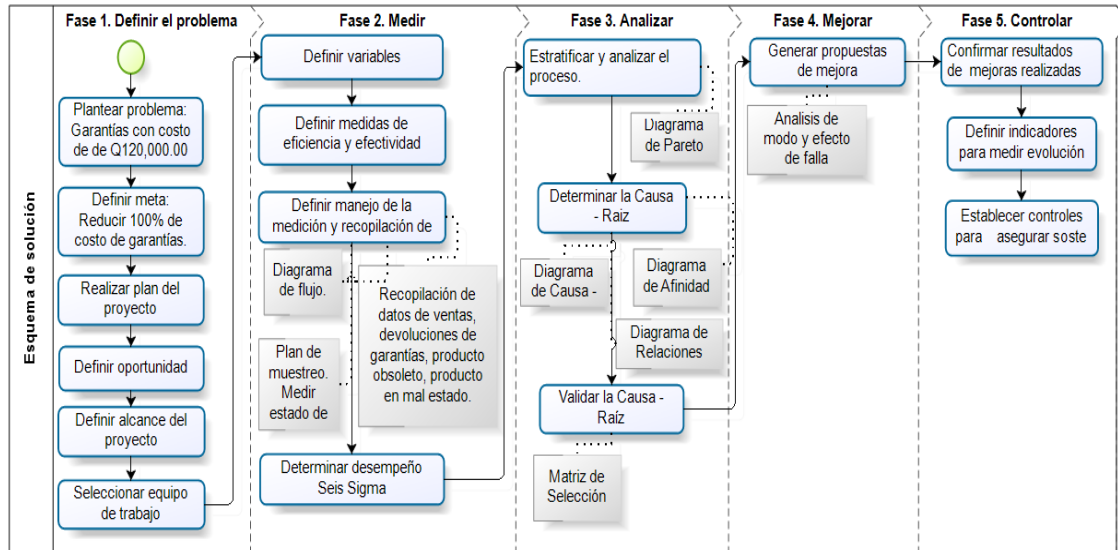 Esquema de solución
Fase 1. Definir el problema
Plantear problema:
Garantías con costo
de de Q120,000.00
Definir meta:
Reducir 100% de
costo de garantías.
Realizar plan del
proyecto
Definir oportunidad
Definir alcance del
proyecto
Seleccionar equipo
de trabajo
Fase 2. Medir
Definir variables
Definir medidas de
eficiencia y efectividad
Definir manejo de la
medición y recopilación de
Diagrama
de flujo.
Plan de
muestreo.
Medir
estado de
Recopilación de
datos de ventas,
devoluciones de
garantías, producto
obsoleto, producto
en mal estado.
Determinar desempeño
Seis Sigma
Fase 3. Analizar
Estratificar y analizar el
proceso.
Diagrama
de Pareto
Determinar la Causa
- Raiz
Diagrama
de Causa -
Diagrama
de Afinidad
Diagrama de
Relaciones
Validar la Causa -
Raíz
Matriz de
Selección
Fase 4. Mejorar
Generar propuestas
de mejora
Analisis de
modo y efecto
de falla
Fase 5. Controlar
Confirmar resultados
de mejoras realizadas
Definir indicadores
para medir evolución
Establecer controles
para asegurar soste